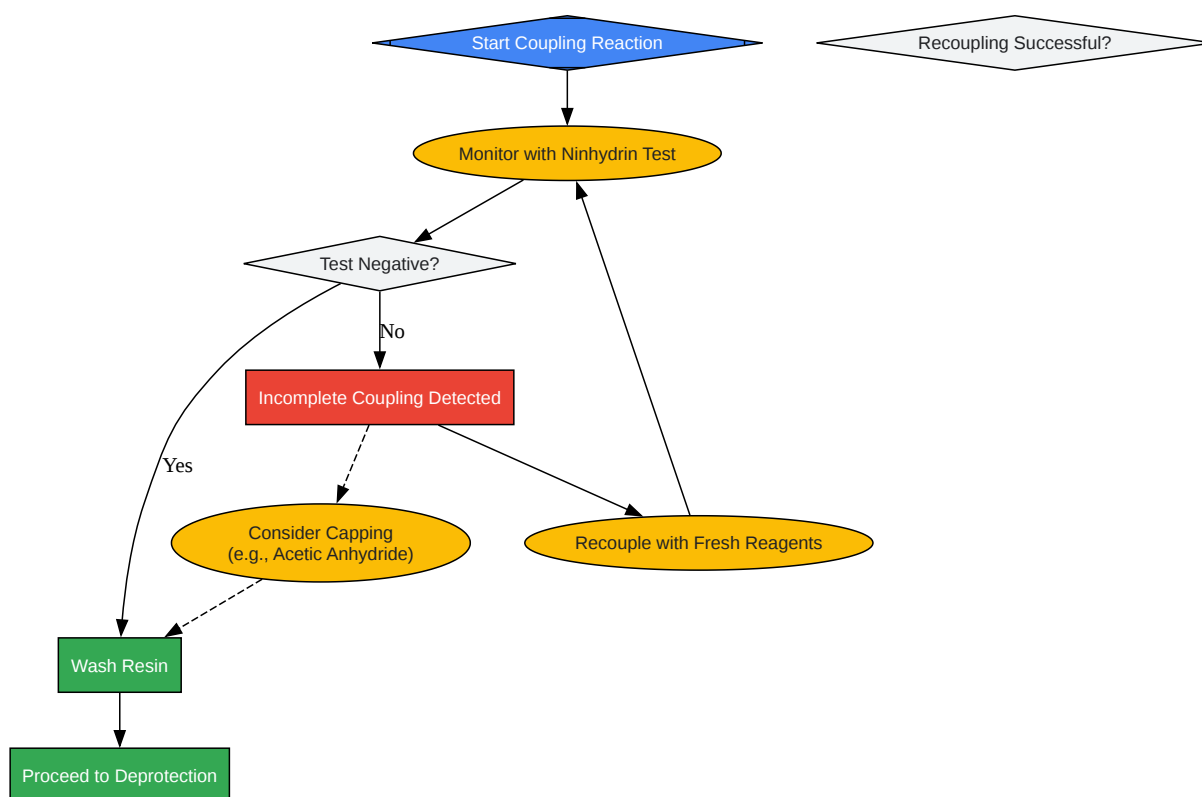 Start Coupling Reaction
Recoupling Successful?
Monitor with Ninhydrin Test
Test Negative?
No
Incomplete Coupling Detected
Yes
Consider Capping
(e.g., Acetic Anhydride)
Recouple with Fresh Reagents
Wash Resin
Proceed to Deprotection